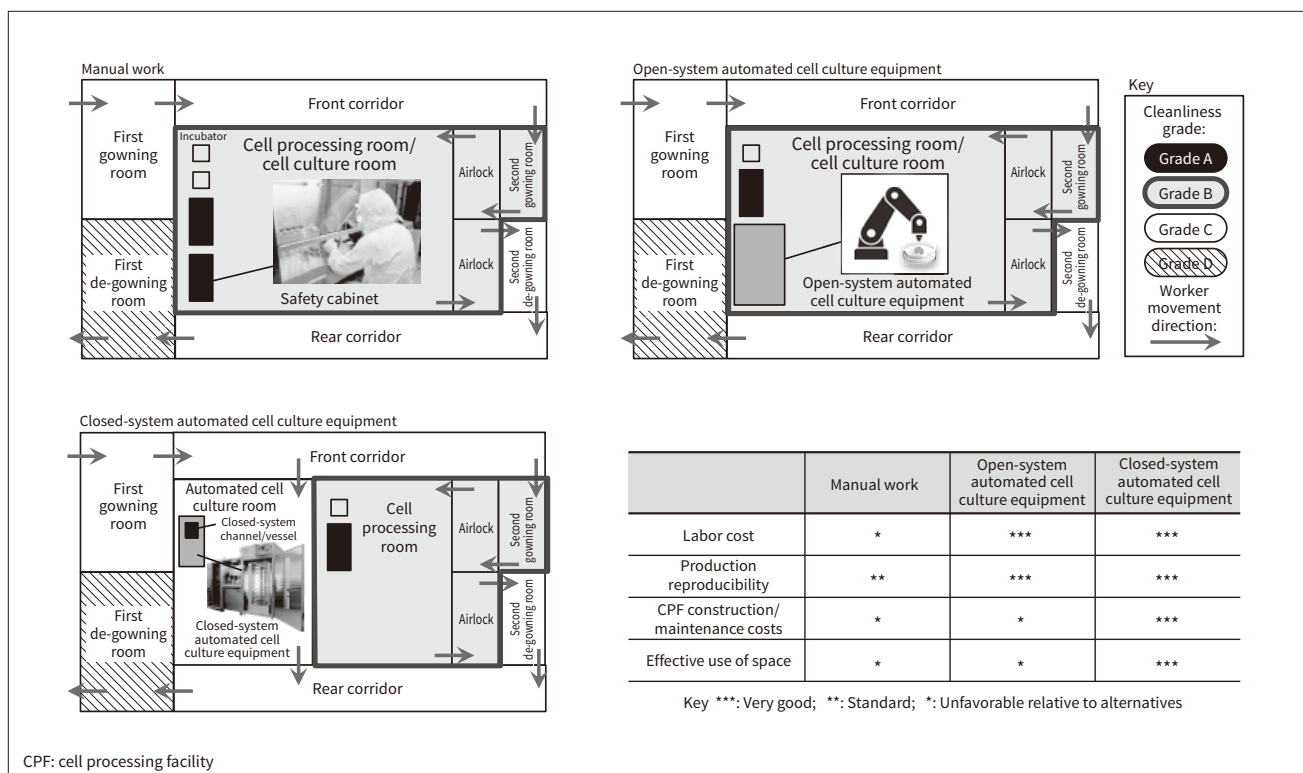 Manual work
First
gowning
room
Front corridor
Incubator
Cell processing room/
cell culture room
Safety cabinet
Airlock
Second
gowning room
Airlock
Second
de-gowning room
First
de-gowning
room
Rear corridor
Open-system automated cell culture equipment
First
gowning
room
Front corridor
Cell processing room/
cell culture room
Open-system automated
cell culture equipment
Airlock
Second
gowning room
Airlock
Second
de-gowning room
First
de-gowning
room
Rear corridor
Key
Cleanliness
grade:
Grade A
Grade B
Grade C
Grade D
Worker
movement
direction:
Closed-system automated cell culture equipment
First
gowning
room
Front corridor
Automated cell
culture room
Closed-system
channel/vessel
Closed-system
automated cell
culture equipment
Cell
processing
room
Airlock
Second
gowning room
Airlock
Second
de-gowning room
First
de-gowning
room
Rear corridor
Manual work
Open-system
automated cell
culture equipment
Closed-system
automated cell
culture equipment
Labor cost * *** ***
Production
reproducibility ** *** ***
CPF construction/
maintenance costs * * ***
Effective use of space * * ***
Key ***: Very good; **: Standard; *: Unfavorable relative to alternatives
CPF: cell processing facility